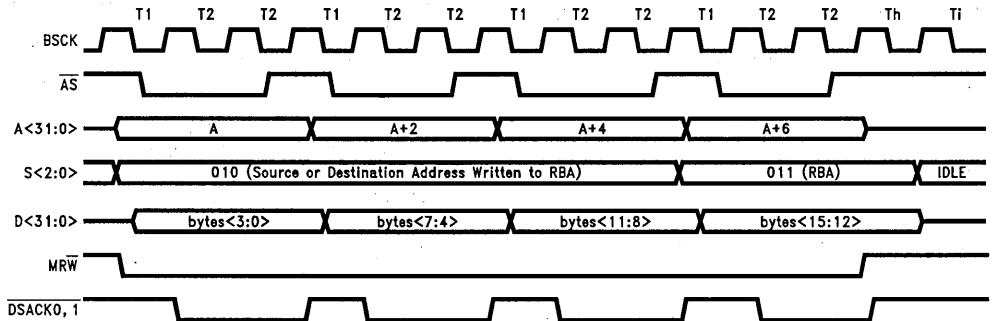 T1 T2 T2 T1 T2 T2 T1 T2 T2 T1 T2 T2 Th Ti
BSCK
AS
A<31:0> A A+2 A+4 A+6
S<2:0> 010 (Source or Destination Address Written to RBA) 011 (RBA) IDLE
D<31:0> bytes<3:0> bytes<7:4> bytes<11:8> bytes<15:12>
MRW
DSACK0, 1